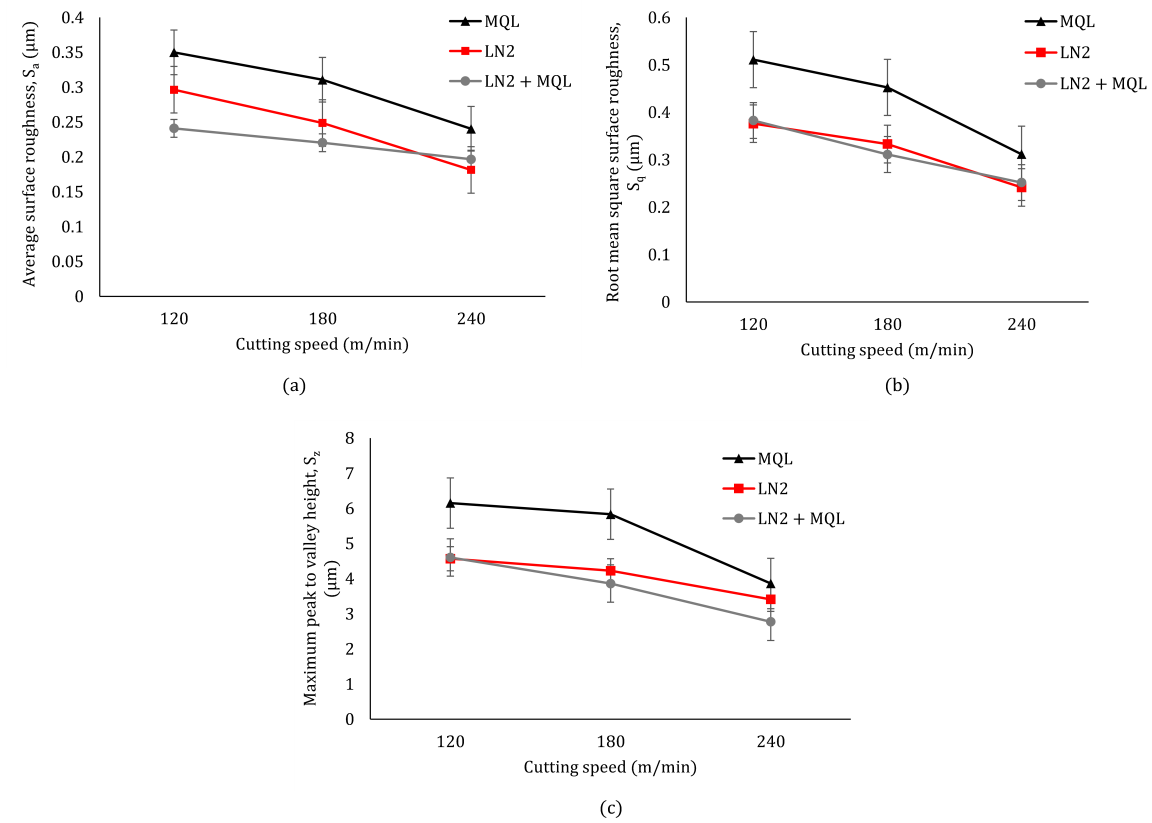 Average surface roughness, Sa (μm)
0.4
0.35
0.3
0.25
0.2
0.15
0.1
0.05
0
120 180 240
Cutting speed (m/min)
MQL
LN2
LN2 + MQL
(a)
Root mean square surface roughness,
Sq (μm)
0.6
0.5
0.4
0.3
0.2
0.1
0
120 180 240
Cutting speed (m/min)
MQL
LN2
LN2 + MQL
(b)
Maximum peak to valley height, Sz
(μm)
8
7
6
5
4
3
2
1
0
120 180 240
Cutting speed (m/min)
MQL
LN2
LN2 + MQL
(c)